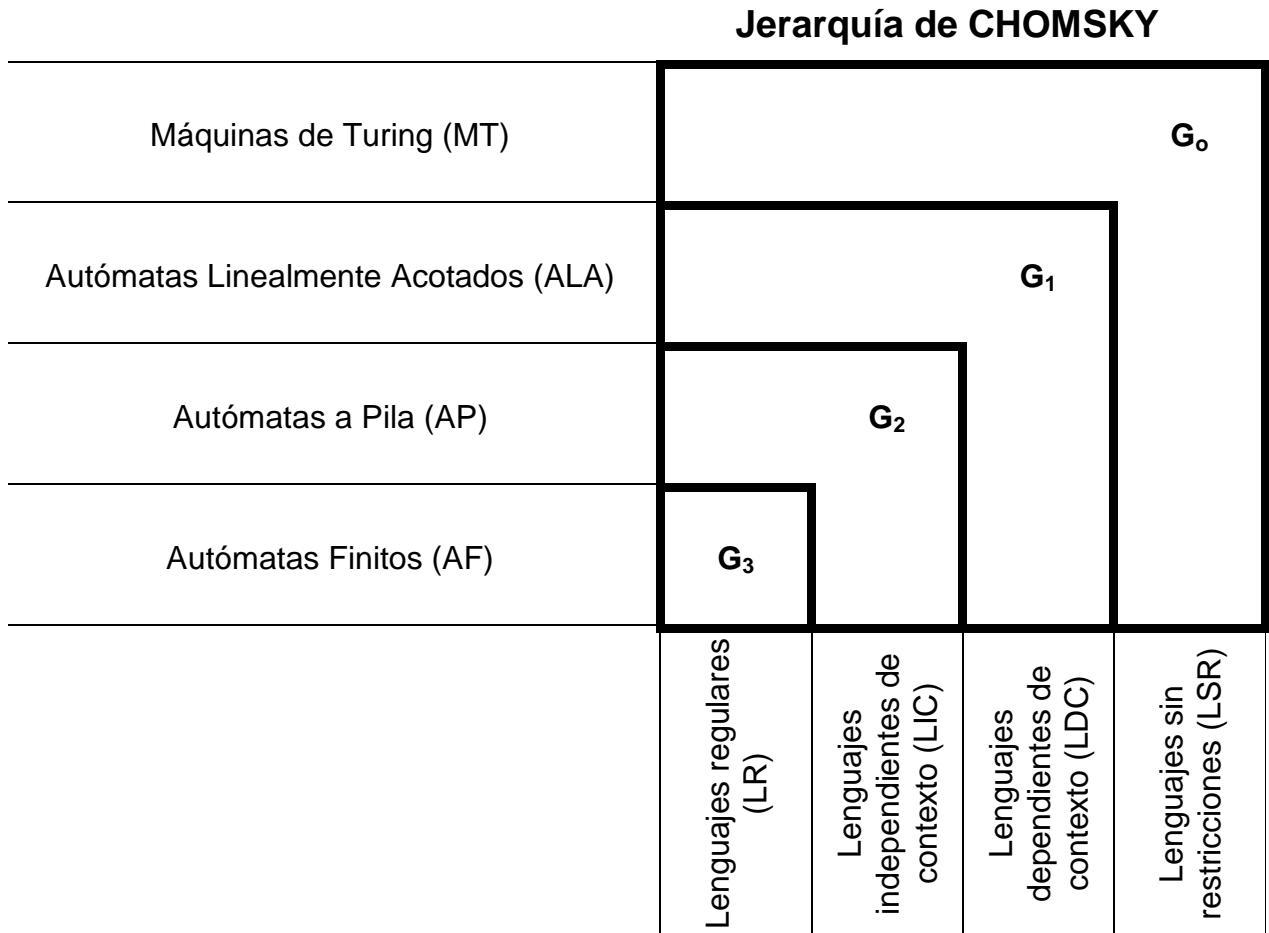 Jerarquía de CHOMSKY
Máquinas de Turing (MT)
G₀
Autómatas Linealmente Acotados (ALA)
G₁
Autómatas a Pila (AP)
G₂
Autómatas Finitos (AF)
G₃
Lenguajes regulares
(LR)
Lenguajes
independientes de
contexto (LIC)
Lenguajes
dependientes de
contexto (LDC)
Lenguajes sin
restricciones (LSR)